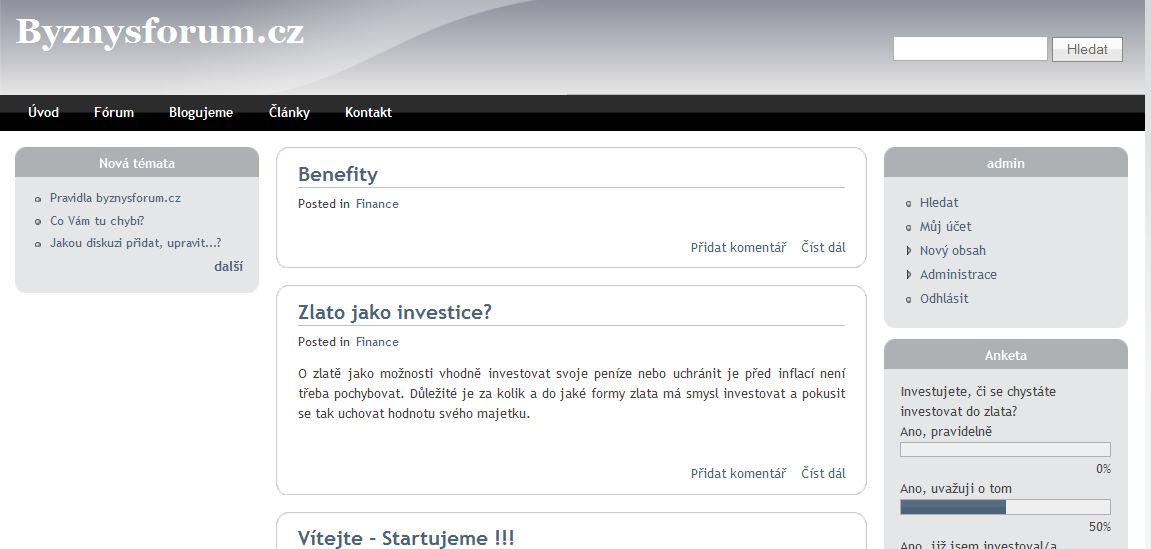 Byznysforum.cz
Hledat
Úvod Fórum Blogujeme Články Kontakt
Nová témata
Pravidla byznysforum.cz
Co Vám tu chybí?
Jakou diskuzi přidat, upravit...?
další
Benefity
Posted in Finance
Přidat komentář Číst dál
Zlato jako investice?
Posted in Finance
O zlatě jako možnosti vhodně investovat svoje peníze nebo uchránit je před inflací není
třeba pochybovat. Důležité je za kolik a do jaké formy zlata má smysl investovat a pokusit
se tak uchovat hodnotu svého majetku.
Přidat komentář Číst dál
Vítejte - Startujeme !!!
admin
Hledat
Můj účet
Nový obsah
Administrace
Odhlásit
Anketa
Investujete, či se chystáte
investovat do zlata?
Ano, pravidelně
0%
Ano, uvažuji o tom
50%
Ano, již jsem investoval/a